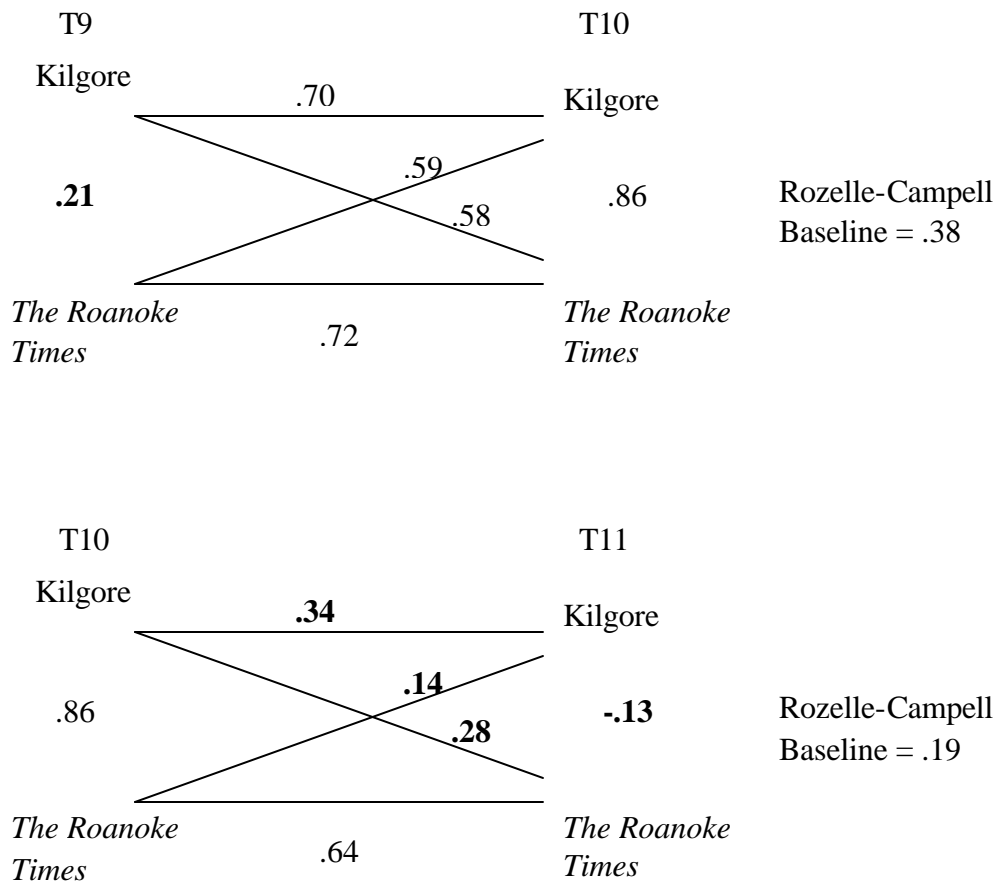 T9 T10
Kilgore
Kilgore
.70
.59
.21 .86
.58
Rozelle-Campell
Baseline = .38
The Roanoke
Times
.72
The Roanoke
Times
T10 T11
Kilgore
Kilgore
.34
.14
.86 -.13
.28
Rozelle-Campell
Baseline = .19
The Roanoke
Times
.64
The Roanoke
Times